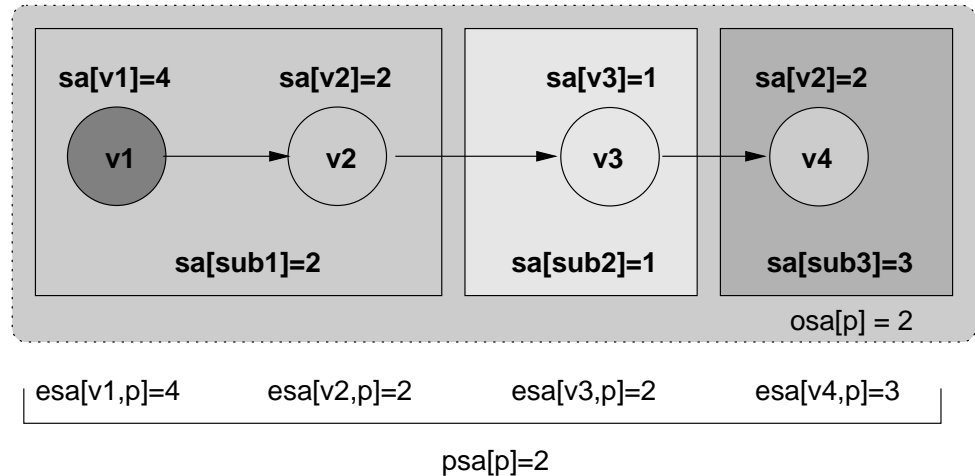 sa[v1]=4 sa[v2]=2 sa[v3]=1 sa[v2]=2
v1 v2 v3 v4
sa[sub1]=2 sa[sub2]=1 sa[sub3]=3
osa[p] = 2
esa[v1,p]=4 esa[v2,p]=2 esa[v3,p]=2 esa[v4,p]=3
psa[p]=2